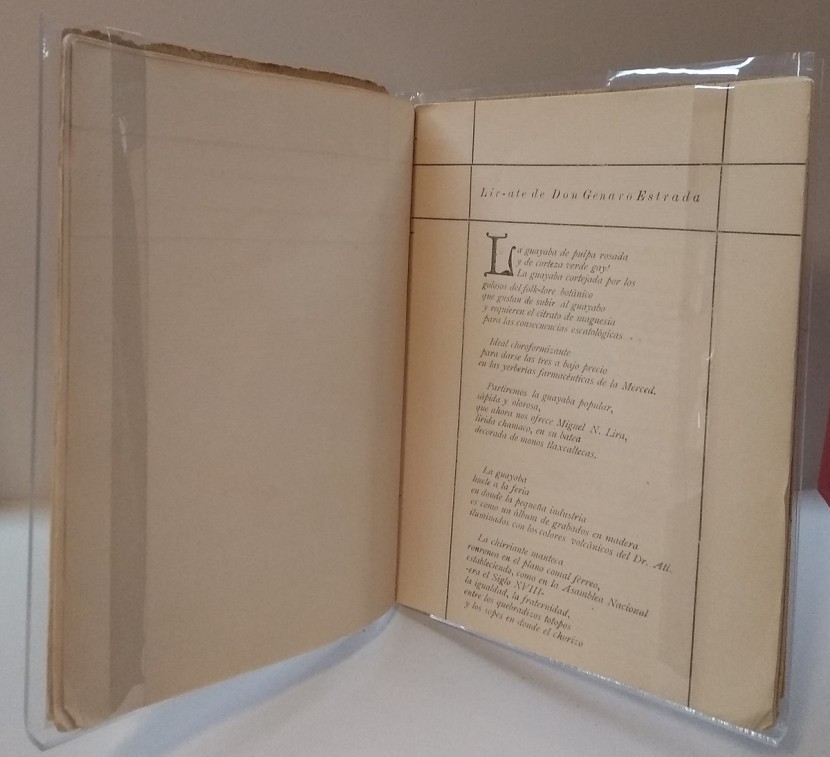 Lir-ate de Don Genaro Estrada
La guayaba de pulpa rosada
y de corteza verde gay!
La guayaba cortejada por los
golosos del folk-lore botánico
que gustan de subir al guayabo
y requieren el citrato de magnesia
para las consecuencias escatológicas .
Ideal cloroformizante
para darse las tres a bajo precio
en las yerberías farmacéuticas de la Merced.
Partiremos la guayaba popular,
sápida y olorosa,
que ahora nos ofrece Miguel N. Lira,
lírida chamaco, en su batea
decorada de monos tlaxcaltecas.
La guayaba
huele a la feria
en donde la pequeña industria
es como un álbum de grabados en madera
iluminados con los colores volcánicos del Dr. Atl.
La chirriante manteca
ronronea en el plano comal férreo,
estableciendo, como en la Asamblea Nacional
-era el Siglo XVIII-
la igualdad, la fraternidad,
entre los quebradizos totopos
y los sopes en donde el chorizo